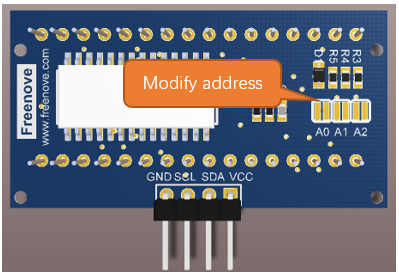 Modify address
Freenove
www.freenove.com
D
R5
R4
R3
A0 A1 A2
GND SCL SDA VCC